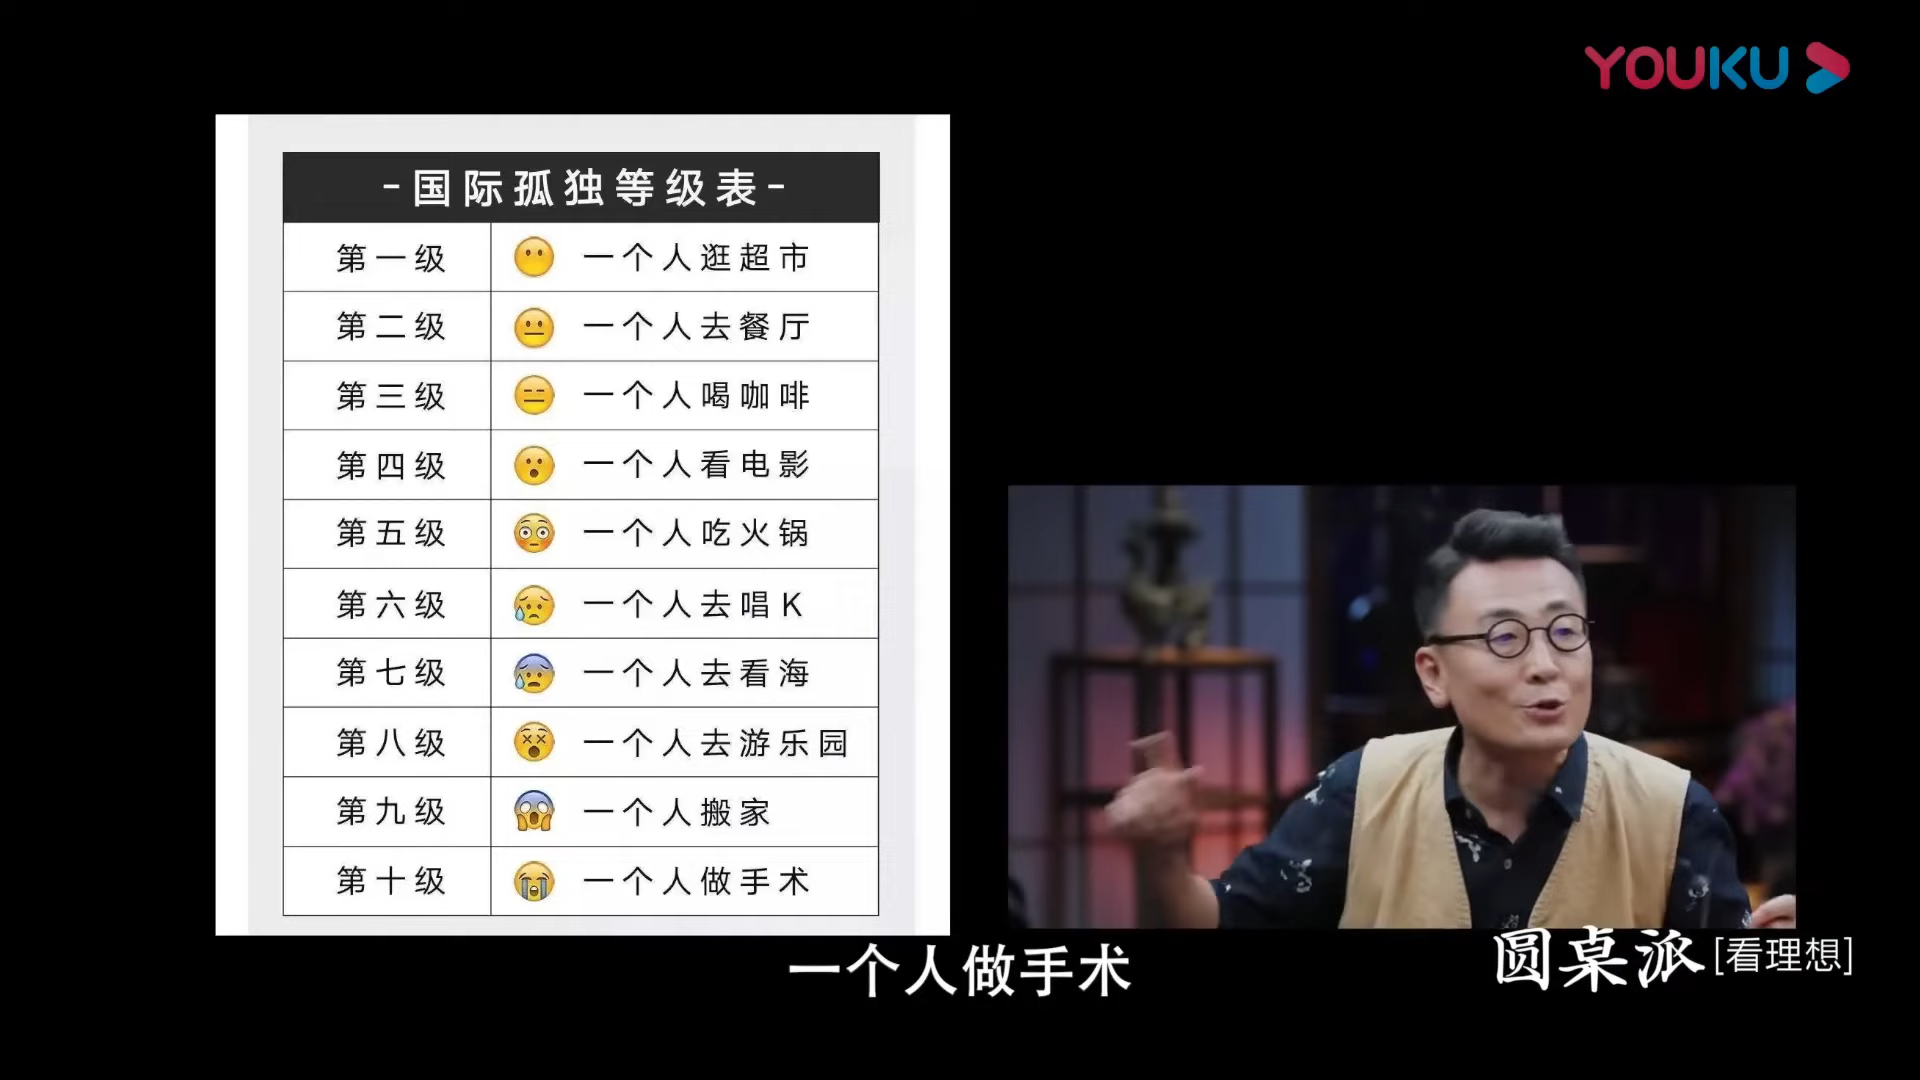 YOUKU
-国际孤独等级表-
第一级 一个人逛超市
第二级 一个人去餐厅
第三级 一个人喝咖啡
第四级 一个人看电影
第五级 一个人吃火锅
第六级 一个人去唱K
第七级 一个人去看海
第八级 一个人去游乐园
第九级 一个人搬家
第十级 一个人做手术
一个人做手术
圆桌派[看理想]